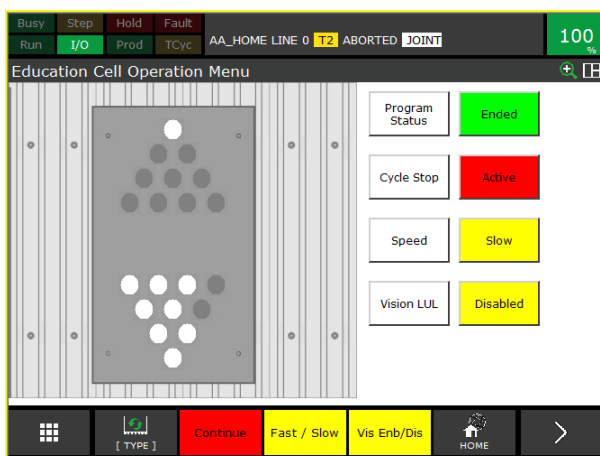 Busy Step Hold Fault
Run I/O Prod TCyc
AA_HOME LINE 0 T2 ABORTED JOINT
100
%
Education Cell Operation Menu
Program
Status
Ended
Cycle Stop
Active
Speed
Slow
Vision LUL
Disabled
[ TYPE ]
Continue
Fast / Slow
Vis Enb/Dis
HOME